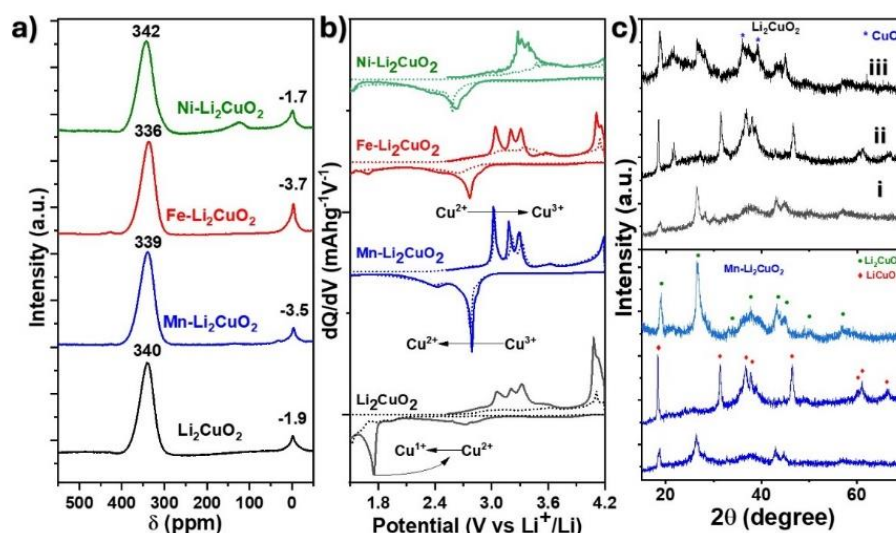 a)
342
Ni-Li₂CuO₂
-1.7
336
Fe-Li₂CuO₂
-3.7
339
Mn-Li₂CuO₂
-3.5
340
Li₂CuO₂
-1.9
Intensity (a.u.)
500 400 300 200 100 0
δ (ppm)
b)
Ni-Li₂CuO₂
Fe-Li₂CuO₂
Cu²⁺ Cu³⁺
Mn-Li₂CuO₂
Cu²⁺ Cu³⁺
Li₂CuO₂
Cu¹⁺ Cu²⁺
dQ/dV (mAhg⁻¹V⁻¹)
1.8 2.4 3.0 3.6 4.2
Potential (V vs Li⁺/Li)
c)
Li₂CuO₂
* CuO
iii
ii
i
Mn-Li₂CuO₂
Li₂CuO
LiCuO
Intensity (a.u.)
20 40 60
2θ (degree)